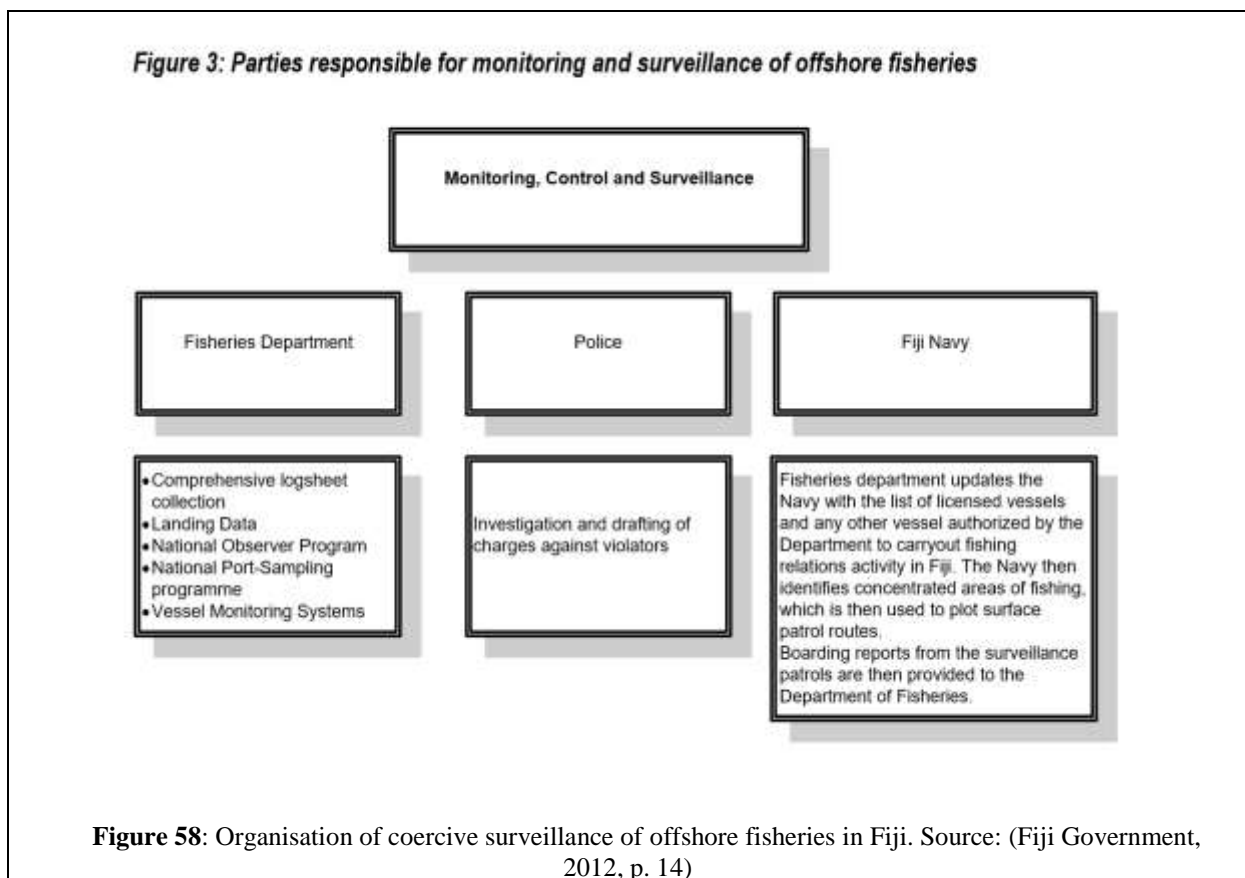 Figure 3: Parties responsible for monitoring and surveillance of offshore fisheries
Monitoring, Control and Surveillance
Fisheries Department
Police
Fiji Navy
•Comprehensive logsheet
collection
•Landing Data
•National Observer Program
•National Port-Sampling
programme
•Vessel Monitoring Systems
Investigation and drafting of
charges against violators
Fisheries department updates the
Navy with the list of licensed vessels
and any other vessel authorized by the
Department to carryout fishing
relations activity in Fiji. The Navy then
identifies concentrated areas of fishing,
which is then used to plot surface
patrol routes.
Boarding reports from the surveillance
patrols are then provided to the
Department of Fisheries.
Figure 58: Organisation of coercive surveillance of offshore fisheries in Fiji. Source: (Fiji Government,
2012, p. 14)